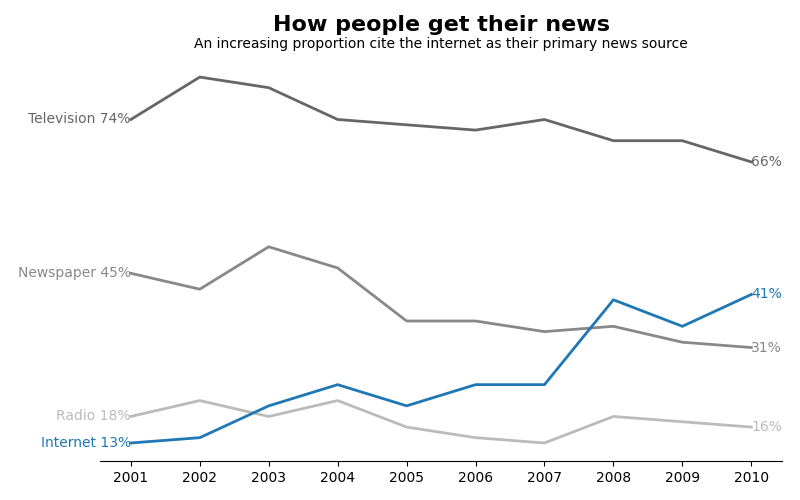 How people get their news
An increasing proportion cite the internet as their primary news source
Television 74%
66%
Newspaper 45%
41%
31%
Radio 18%
16%
Internet 13%
2001 2002 2003 2004 2005 2006 2007 2008 2009 2010